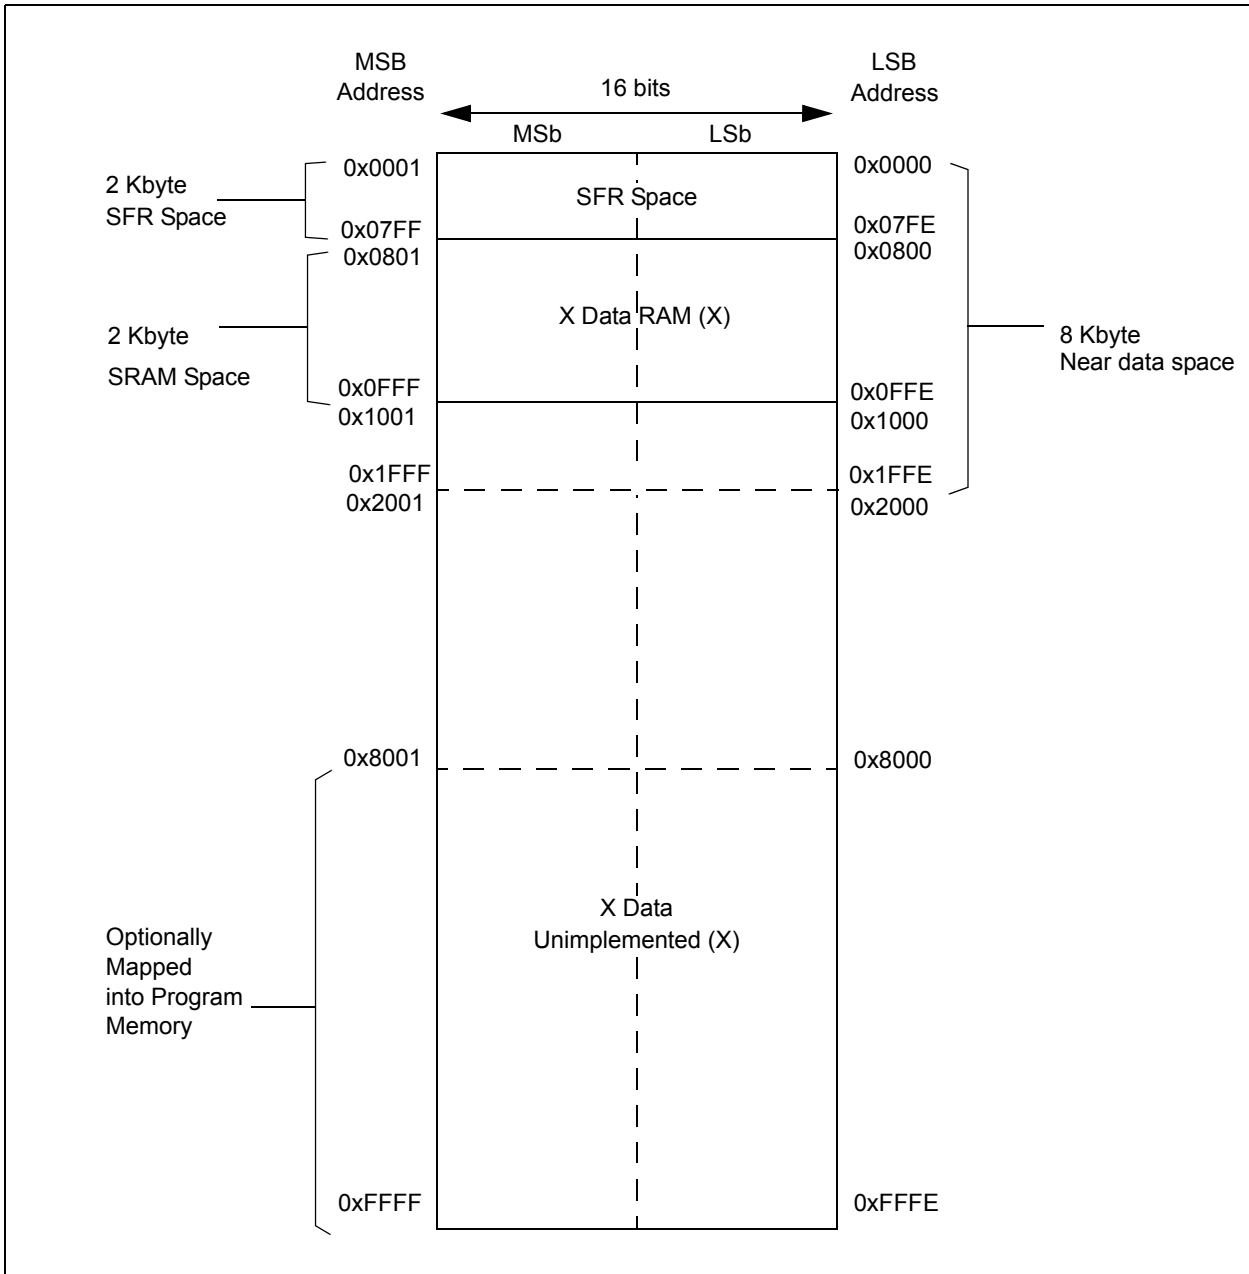 MSB
Address
16 bits
LSB
Address
MSb
LSb
0x0001
0x0000
2 Kbyte
SFR Space
SFR Space
0x07FF
0x07FE
0x0801
0x0800
X Data RAM (X)
2 Kbyte
SRAM Space
8 Kbyte
Near data space
0x0FFF
0x0FFE
0x1001
0x1000
0x1FFF
0x1FFE
0x2001
0x2000
0x8001
0x8000
X Data
Unimplemented (X)
Optionally
Mapped
into Program
Memory
0xFFFF
0xFFFE